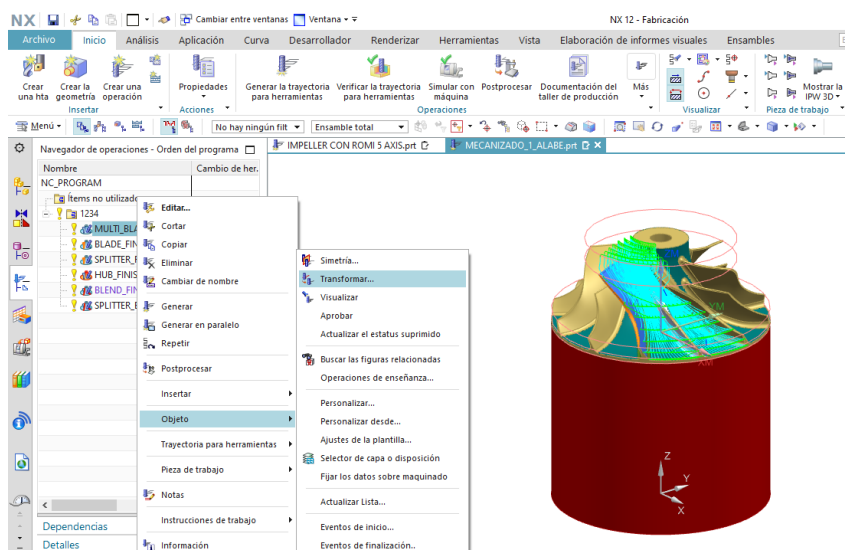 NX Cambiar entre ventanas Ventana NX 12 - Fabricación
Archivo Inicio Análisis Aplicación Curva Desarrollador Renderizar Herramientas Vista Elaboración de informes visuales Ensambles
Crear Crear la Crear una Propiedades Generar la trayectoria Verificar la trayectoria Simular con Postprocesar Documentación del Más Mostrar la
una hta geometría operación para herramientas para herramientas máquina taller de producción IPW 3D
Insertar Acciones Operaciones Visualizar Pieza de trabajo
Menú No hay ningún filt Ensamble total
Navegador de operaciones - Orden del programa IMPELLER CON ROMI 5 AXIS.prt MECANIZADO_1_ALABE.prt
Nombre Cambio de her.
NC_PROGRAM
Ítems no utilizado
1234
MULTI_BLA
BLADE_FIN
SPLITTER_
HUB_FINIS
BLEND_FIN
SPLITTER_
Editar...
Cortar
Copiar
Eliminar
Cambiar de nombre
Generar
Generar en paralelo
Repetir
Postprocesar
Insertar
Objeto
Trayectoria para herramientas
Pieza de trabajo
Notas
Instrucciones de trabajo
Información
Simetría...
Transformar...
Visualizar
Aprobar
Actualizar el estatus suprimido
Buscar las figuras relacionadas
Operaciones de enseñanza...
Personalizar...
Personalizar desde...
Ajustes de la plantilla...
Selector de capa o disposición
Fijar los datos sobre maquinado
Actualizar Lista...
Eventos de inicio...
Eventos de finalización..
Dependencias
Detalles
YM
XM
Z
Y
X